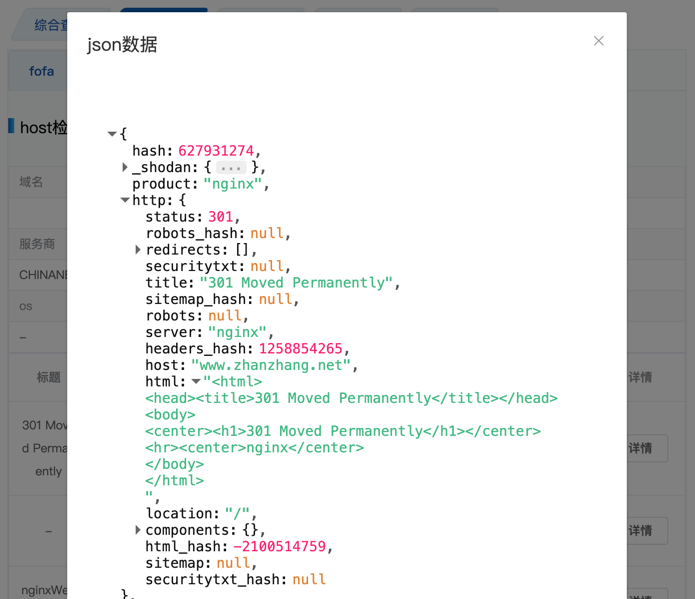 综合查
fofa
host检
域名
服务商
CHINANE
os
–
标题
301 Mov
d Perma
ently
–
nginxWe
详情
详情
详情
json数据
{
hash: 627931274,
_shodan: { ... },
product: "nginx",
http: {
status: 301,
robots_hash: null,
redirects: [],
securitytxt: null,
title: "301 Moved Permanently",
sitemap_hash: null,
robots: null,
server: "nginx",
headers_hash: 1258854265,
host: "www.zhanzhang.net",
html: "<html>
<head><title>301 Moved Permanently</title></head>
<body>
<center><h1>301 Moved Permanently</h1></center>
<hr><center>nginx</center>
</body>
</html>
",
location: "/",
components: {},
html_hash: -2100514759,
sitemap: null,
securitytxt_hash: null
},